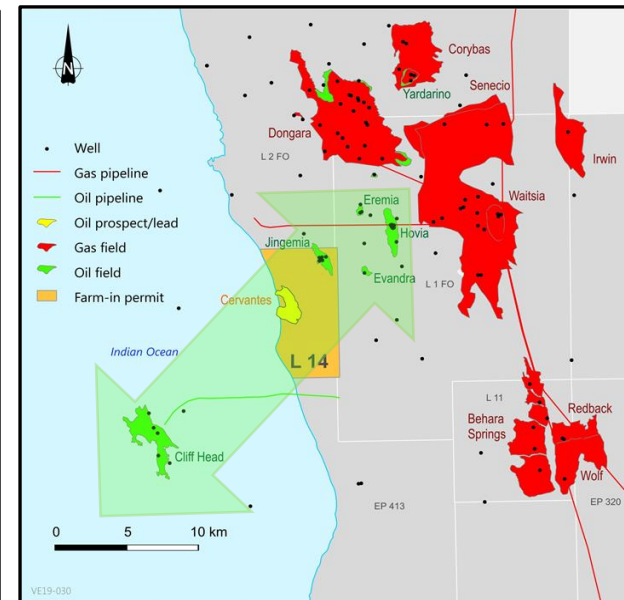 N
Well
Gas pipeline
Oil pipeline
Oil prospect/lead
Gas field
Oil field
Farm-in permit
Corybas
Yardarino
Senecio
Dongara
L 2 FO
Irwin
Eremia
Waitsia
Hovia
Jingemia
Evandra
L 1 FO
Cervantes
Indian Ocean
L 14
L 11
Redback
Behara
Springs
Cliff Head
Wolf
EP 413
EP 320
0 5 10 km
VE19-030